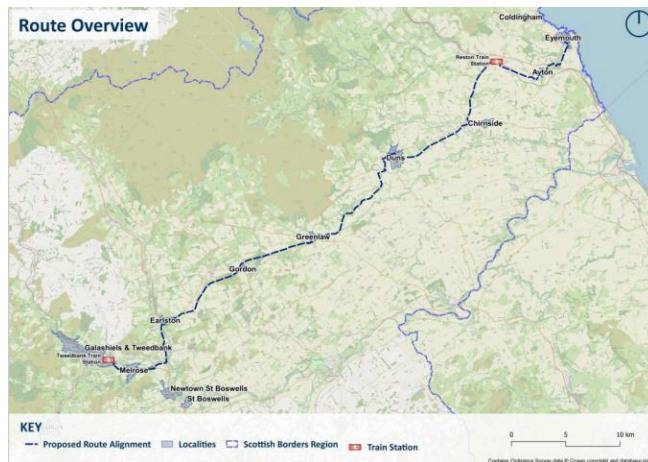 Route Overview
Coldingham
Eyemouth
Reston Train
Station
Ayton
Chirnside
Duns
Greenlaw
Gordon
Earlston
Galashiels & Tweedbank
Tweedbank Train
Station
Melrose
Newtown St Boswells
St Boswells
KEY
Proposed Route Alignment
Localities
Scottish Borders Region
Train Station
0 5 10 km
Contains Ordnance Survey data © Crown copyright and database